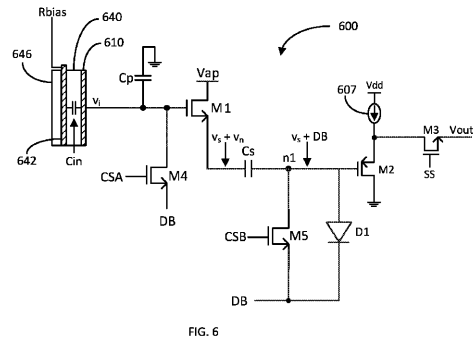 Rbias
640
646
610
600
Cp
Vap
Vdd
607
vi
M1
M3
Vout
vs + vn
vs + DB
642
Cin
CSA
M4
Cs
n1
M2
SS
DB
CSB
M5
D1
DB
FIG. 6